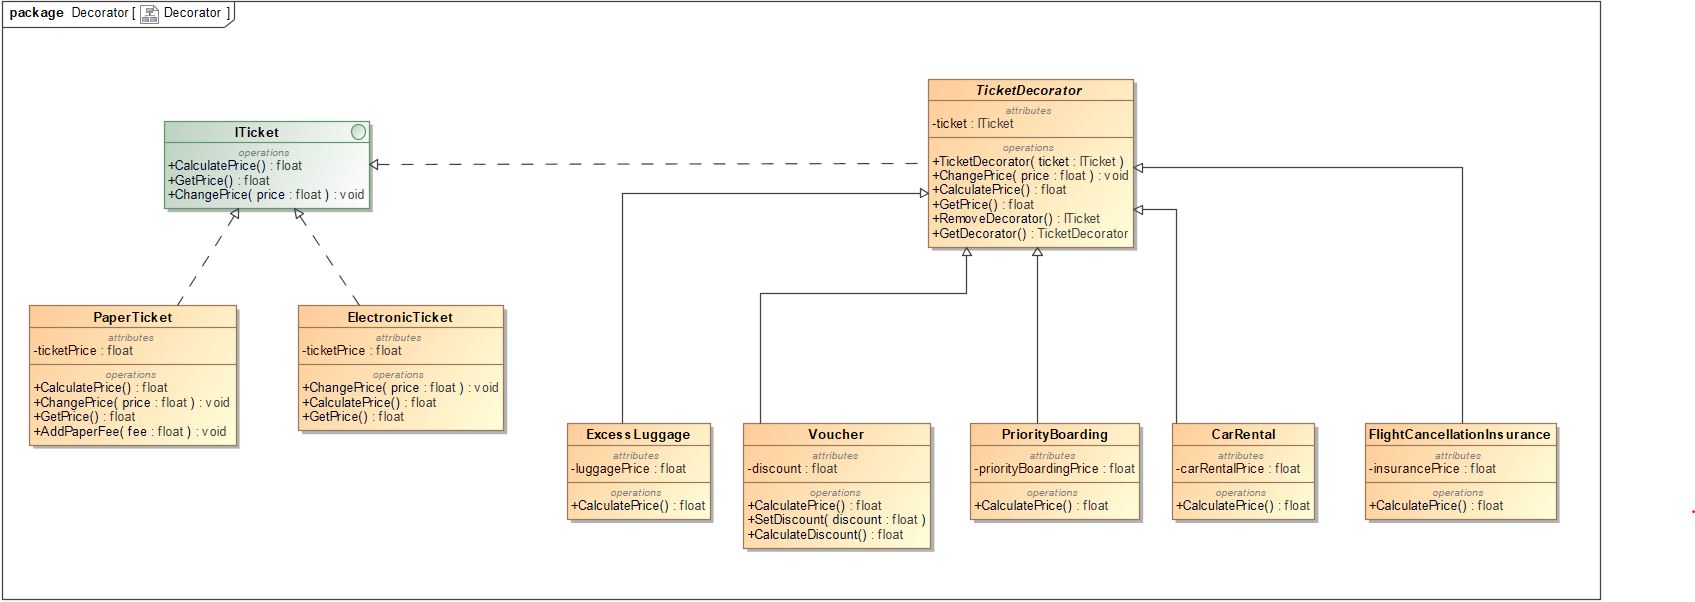 package Decorator [ Decorator ]
ITicket
operations
+CalculatePrice() : float
+GetPrice() : float
+ChangePrice( price : float ) : void
TicketDecorator
attributes
-ticket : ITicket
operations
+TicketDecorator( ticket : ITicket )
+ChangePrice( price : float ) : void
+CalculatePrice() : float
+GetPrice() : float
+RemoveDecorator() : ITicket
+GetDecorator() : TicketDecorator
PaperTicket
attributes
-ticketPrice : float
operations
+CalculatePrice() : float
+ChangePrice( price : float ) : void
+GetPrice() : float
+AddPaperFee( fee : float ) : void
ElectronicTicket
attributes
-ticketPrice : float
operations
+ChangePrice( price : float ) : void
+CalculatePrice() : float
+GetPrice() : float
ExcessLuggage
attributes
-luggagePrice : float
operations
+CalculatePrice() : float
Voucher
attributes
-discount : float
operations
+CalculatePrice() : float
+SetDiscount( discount : float )
+CalculateDiscount() : float
PriorityBoarding
attributes
-priorityBoardingPrice : float
operations
+CalculatePrice() : float
CarRental
attributes
-carRentalPrice : float
operations
+CalculatePrice() : float
FlightCancellationInsurance
attributes
-insurancePrice : float
operations
+CalculatePrice() : float